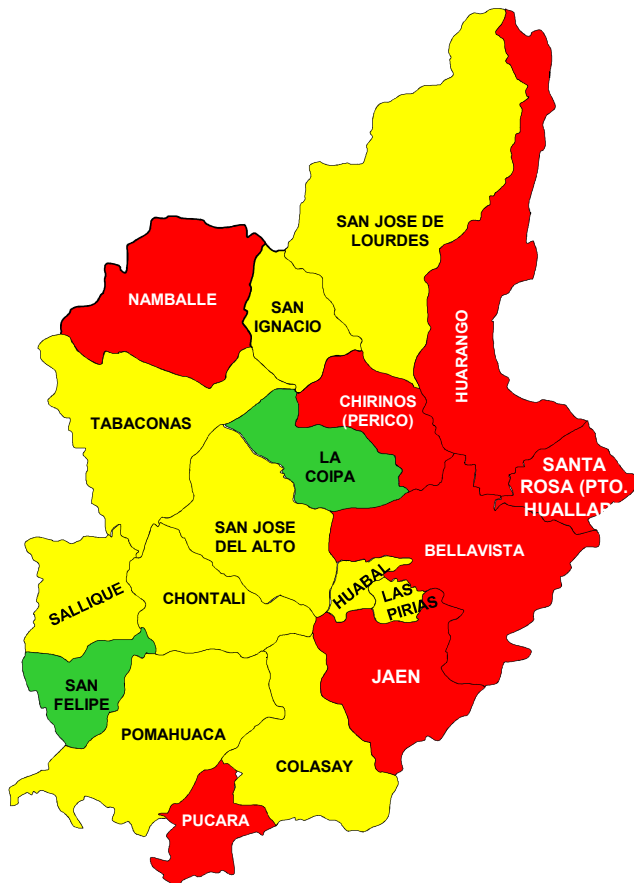 SAN JOSE DE
LOURDES
NAMBALLE
SAN
IGNACIO
HUARANGO
CHIRINOS
(PERICO)
TABACONAS
LA
COIPA
SANTA
ROSA (PTO.
SAN JOSE
DEL ALTO
BELLAVISTA
HUABAL
LAS
PIRIAS
SALLIQUE
CHONTALI
JAEN
SAN
FELIPE
POMAHUACA
COLASAY
PUCARA